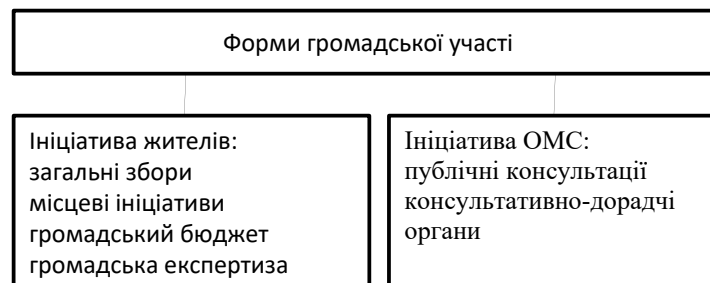 Форми громадської участі
Ініціатива жителів:
загальні збори
місцеві ініціативи
громадський бюджет
громадська експертиза
Ініціатива ОМС:
публічні консультації
консультативно-дорадчі
органи